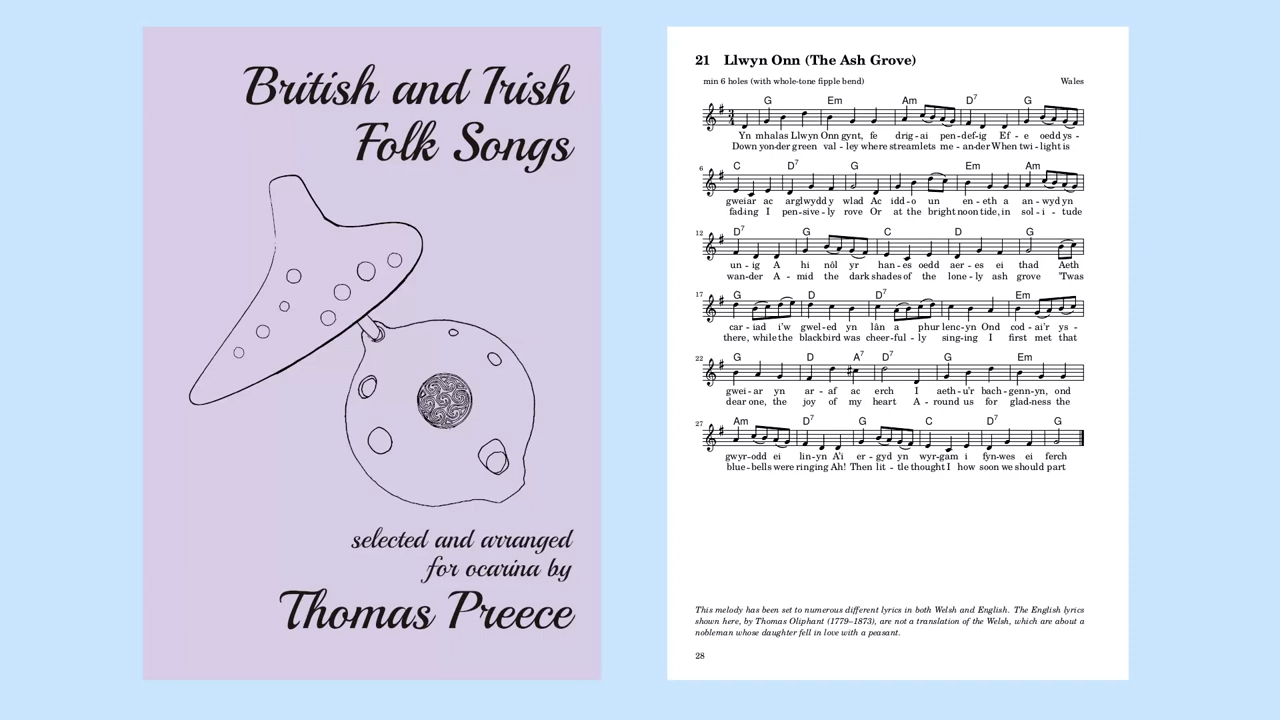 British and Irish
Folk Songs
selected and arranged
for ocarina by
Thomas Preece
21 Llwyn Onn (The Ash Grove)
min 6 holes (with whole-tone fipple bend) Wales
G Em Am D7 G
Yn mhalas Llwyn Onn gynt, fe drig - ai pen - def - ig Ef - e oedd ys -
Down yon - der green val - ley where streamlets me - ander When twi - light is
6 C D7 G Em Am
gweiar ac arglwydd y wlad Ac idd - o un en - eth a an - wyd yn
fading I pen - sive - ly rove Or at the bright noon tide, in sol - i - tude
12 D7 G C D G
un - ig A hi nôl yr han - es oedd aer - es ei thad Aeth
wan - der A - mid the dark shades of the lone - ly ash grove 'Twas
17 G D D7 Em
car - iad i'w gwel - ed yn lân a phur lenc - yn Ond cod - ai'r ys -
there, while the blackbird was cheer - ful - ly sing - ing I first met that
22 G D A7 D7 G Em
gwei - ar yn ar - af ac erch I aeth - u'r bach - genn - yn, ond
dear one, the joy of my heart A - round us for glad - ness the
27 Am D7 G C D7 G
gwyr - odd ei lin - yn A'i er - gyd yn wyr - gam i fyn - wes ei ferch
blue - bells were ringing Ah! Then lit - tle thought I how soon we should part
This melody has been set to numerous different lyrics in both Welsh and English. The English lyrics
shown here, by Thomas Oliphant (1779–1873), are not a translation of the Welsh, which are about a
nobleman whose daughter fell in love with a peasant.
28